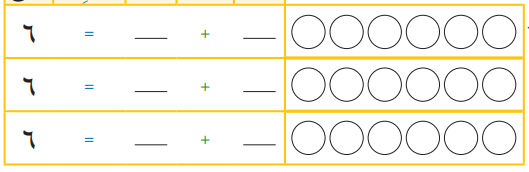 ٦ = ___ + ___
٦ = ___ + ___
٦ = ___ + ___